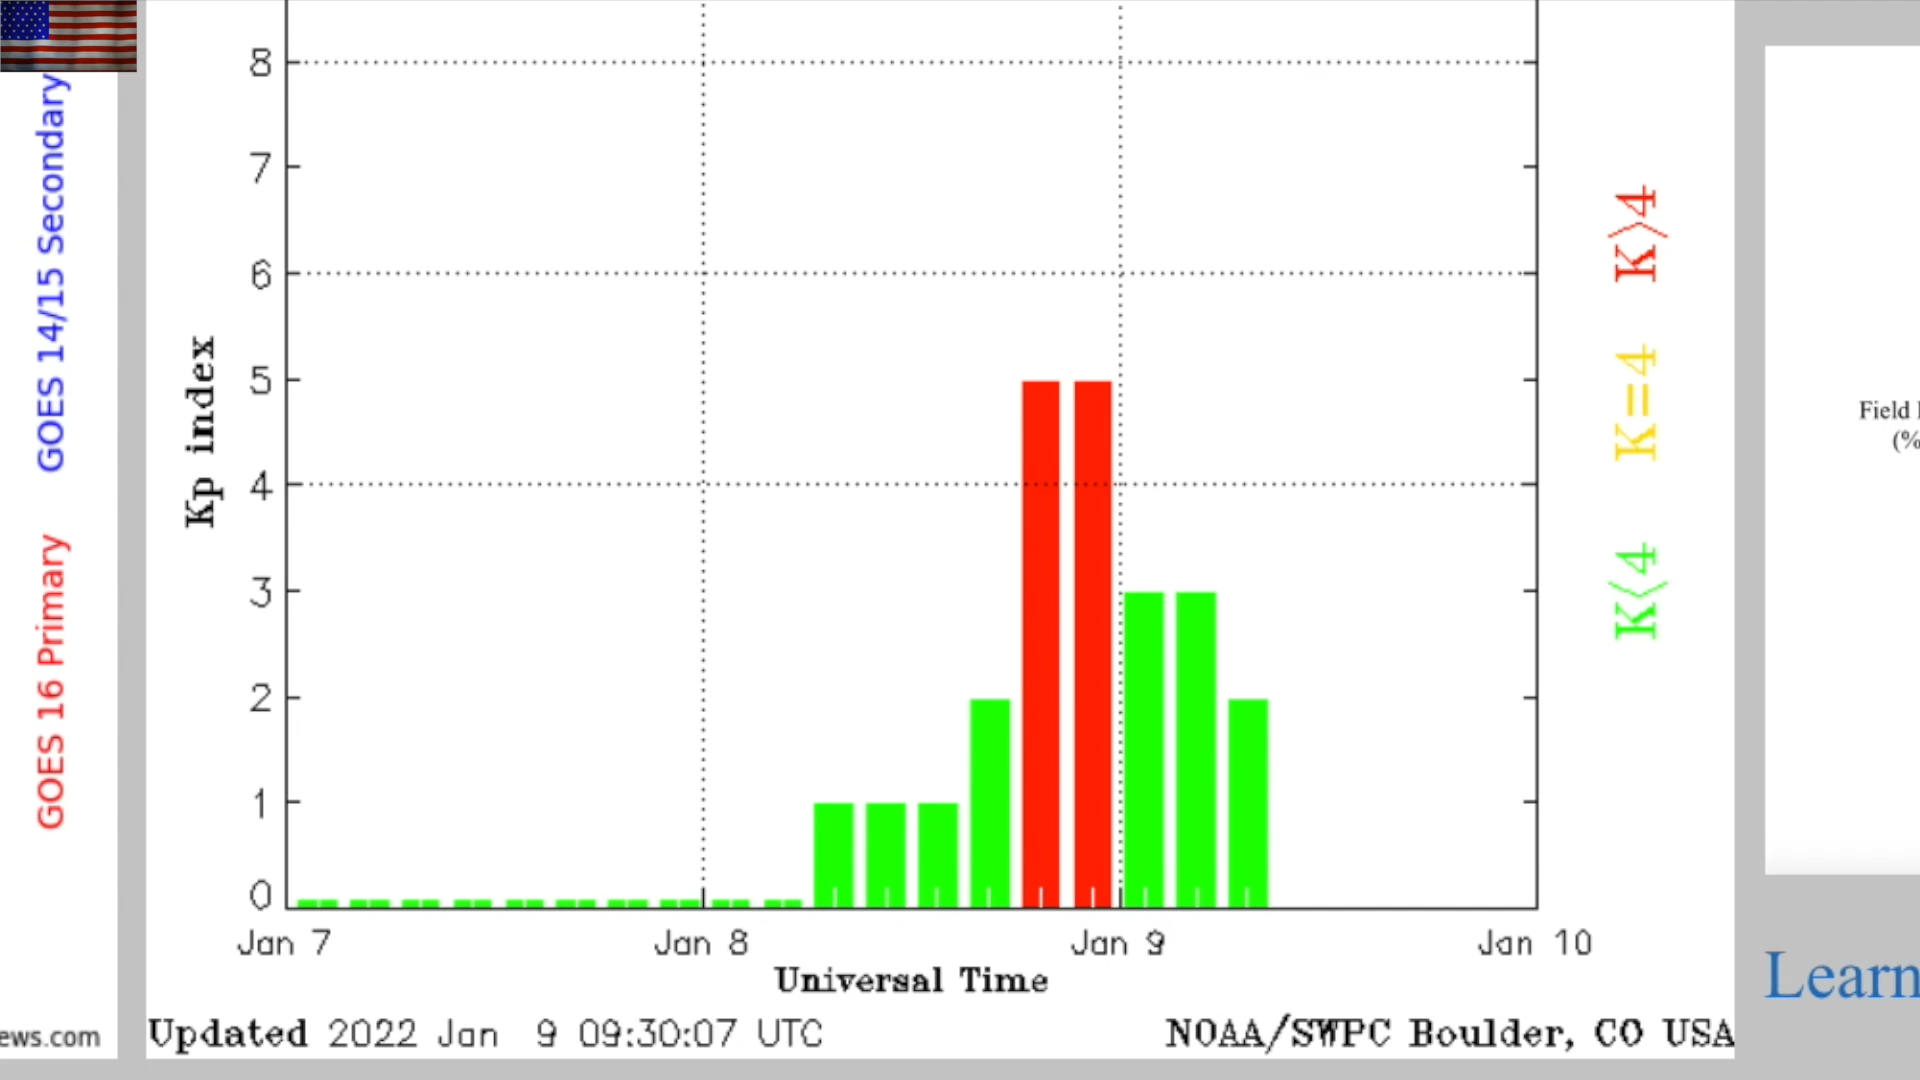 GOES 14/15 Secondary
GOES 16 Primary
ews.com
8
7
6
5
4
3
2
1
0
Kp index
Jan 7
Jan 8
Jan 9
Jan 10
Universal Time
Updated 2022 Jan 9 09:30:07 UTC
NOAA/SWPC Boulder, CO USA
K>4
K=4
K<4
Field
(%
Learn